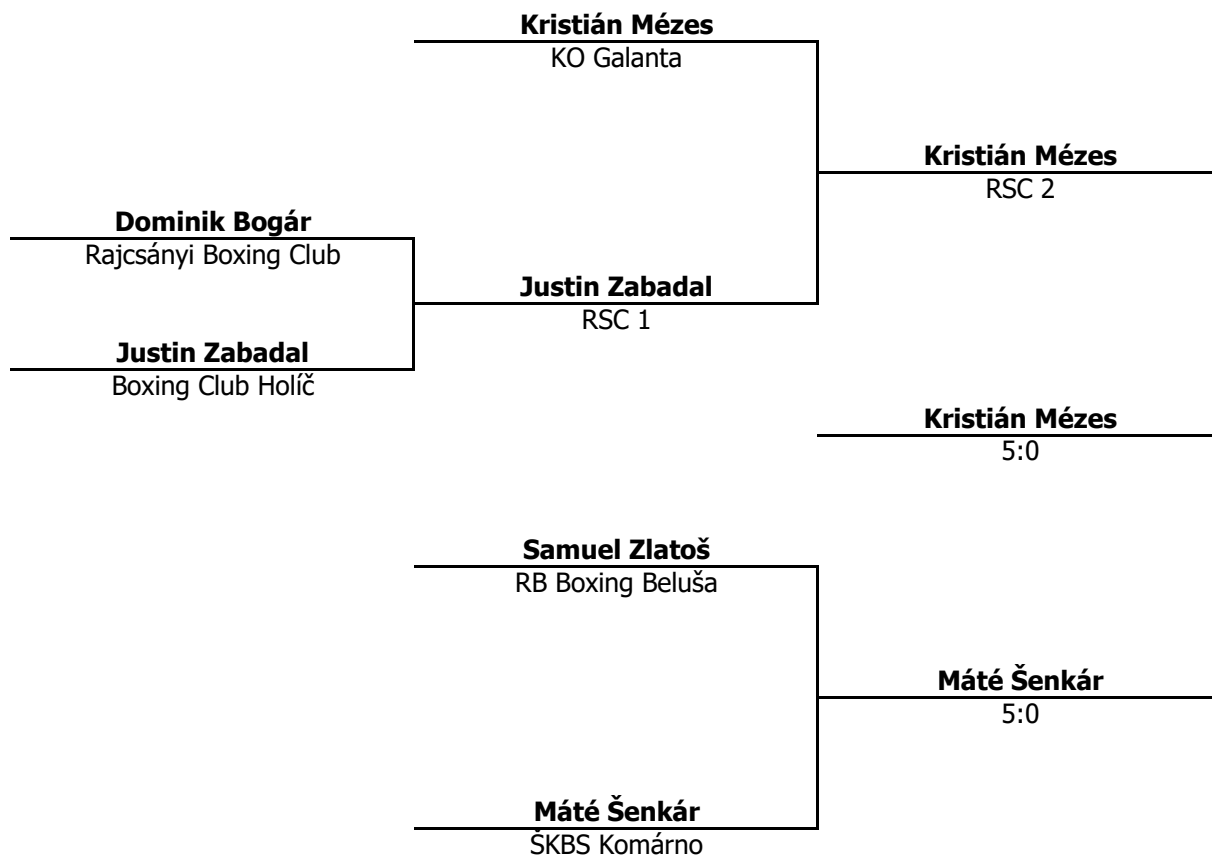 Kristián Mézes
KO Galanta
Kristián Mézes
RSC 2
Dominik Bogár
Rajcsányi Boxing Club
Justin Zabadal
RSC 1
Justin Zabadal
Boxing Club Holíč
Kristián Mézes
5:0
Samuel Zlatoš
RB Boxing Beluša
Máté Šenkár
5:0
Máté Šenkár
ŠKBS Komárno